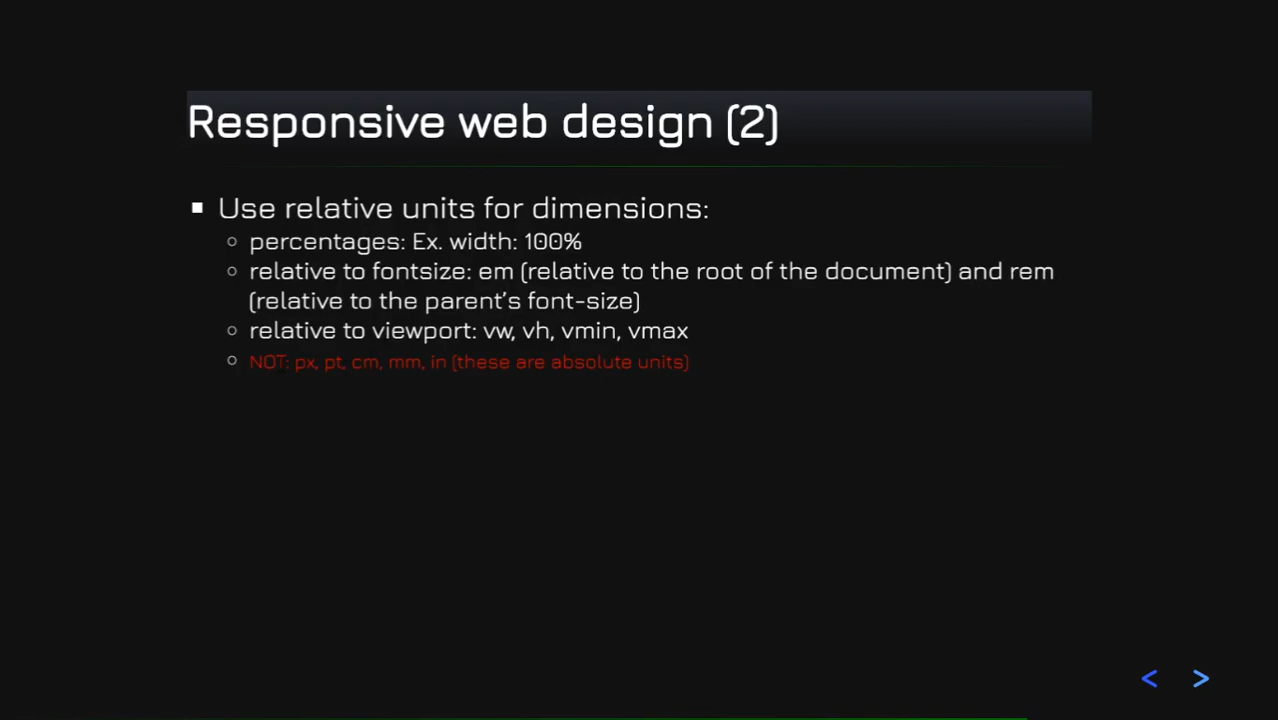 Responsive web design (2)
Use relative units for dimensions:
percentages: Ex. width: 100%
relative to fontsize: em (relative to the root of the document) and rem
(relative to the parent's font-size)
relative to viewport: vw, vh, vmin, vmax
NOT: px, pt, cm, mm, in (these are absolute units)
< >